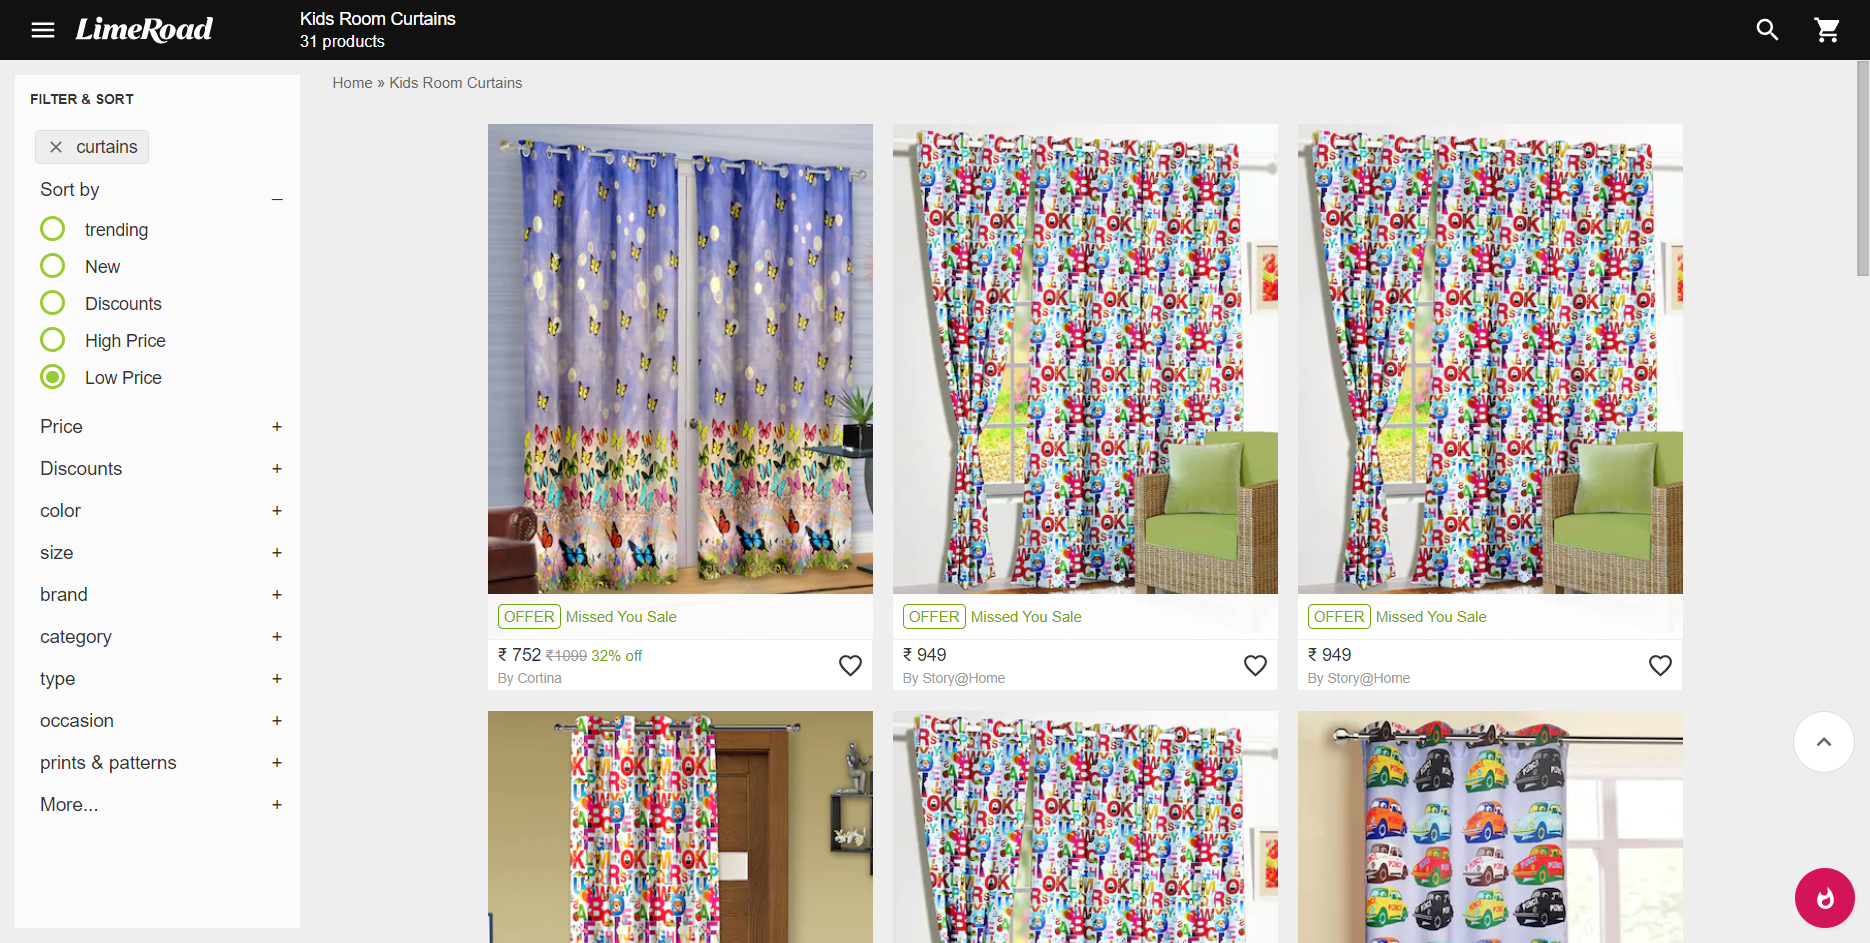 LimeRoad
Kids Room Curtains
31 products
Home » Kids Room Curtains
FILTER & SORT
curtains
Sort by
trending
New
Discounts
High Price
Low Price
Price +
Discounts +
color +
size +
brand +
category +
type +
occasion +
prints & patterns +
More... +
OFFER Missed You Sale
₹ 752 ₹1099 32% off
By Cortina
OFFER Missed You Sale
₹ 949
By Story@Home
OFFER Missed You Sale
₹ 949
By Story@Home